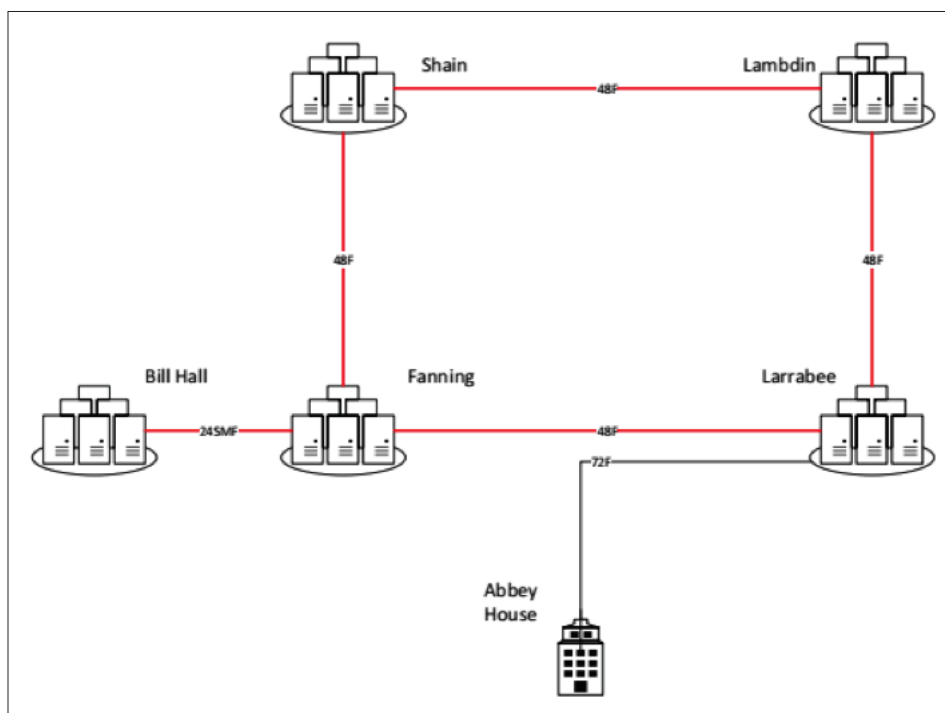 Shain
Lambdin
48F
48F
48F
Bill Hall
Fanning
Larrabee
24SMF
48F
72F
Abbey
House